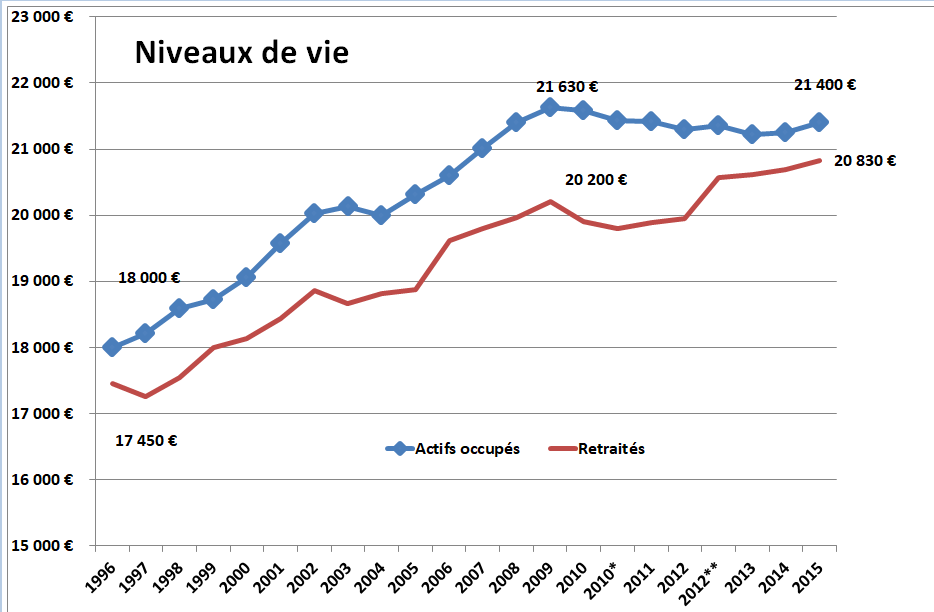 Niveaux de vie
23 000 €
22 000 €
21 000 €
20 000 €
19 000 €
18 000 €
17 000 €
16 000 €
15 000 €
21 630 €
21 400 €
20 830 €
20 200 €
18 000 €
17 450 €
Actifs occupés
Retraités
1996 1997 1998 1999 2000 2001 2002 2003 2004 2005 2006 2007 2008 2009 2010 2010* 2011 2012 2012** 2013 2014 2015